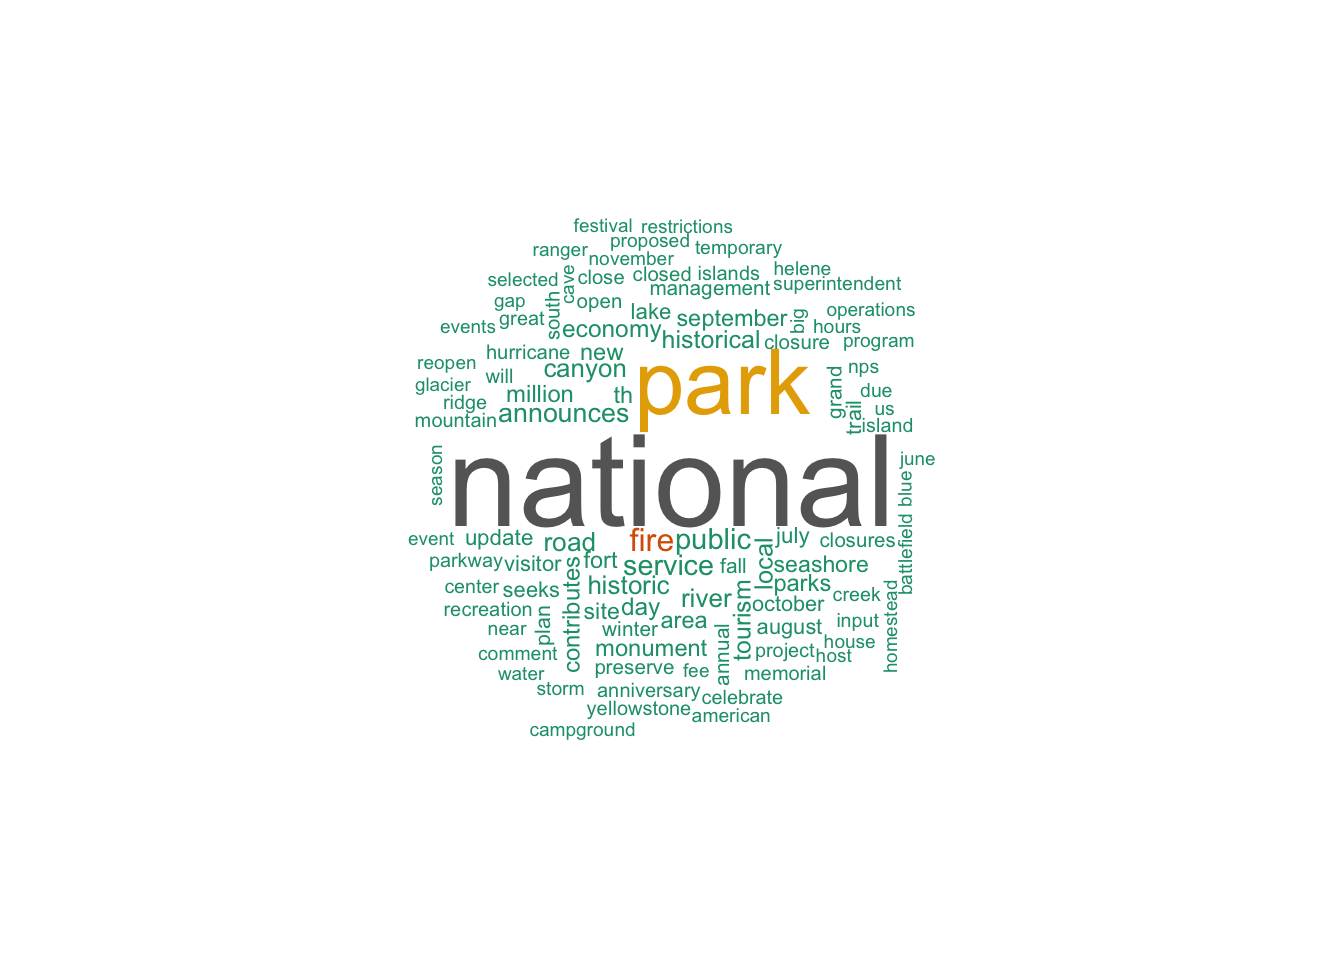 festival restrictions
proposed
ranger
temporary
november
helene
selected
cave
close
closed
islands
management
superintendent
gap
south
open
lake
big
operations
events
great
economy
september
hours
historical
closure
program
reopen
hurricane
new
canyon
park
grand
nps
glacier
will
million
th
due
ridge
announces
trail
us
mountain
island
national
season
june
blue
event
update
road
fire
public
july
closures
battlefield
parkway
visitor
fort
service
fall
local
seashore
center
seeks
contributes
historic
parks
recreation
plan
site
day
river
tourism
october
creek
homestead
near
winter
area
august
input
comment
monument
annual
project
house
host
water
preserve
fee
memorial
storm
anniversary
celebrate
yellowstone
american
campground